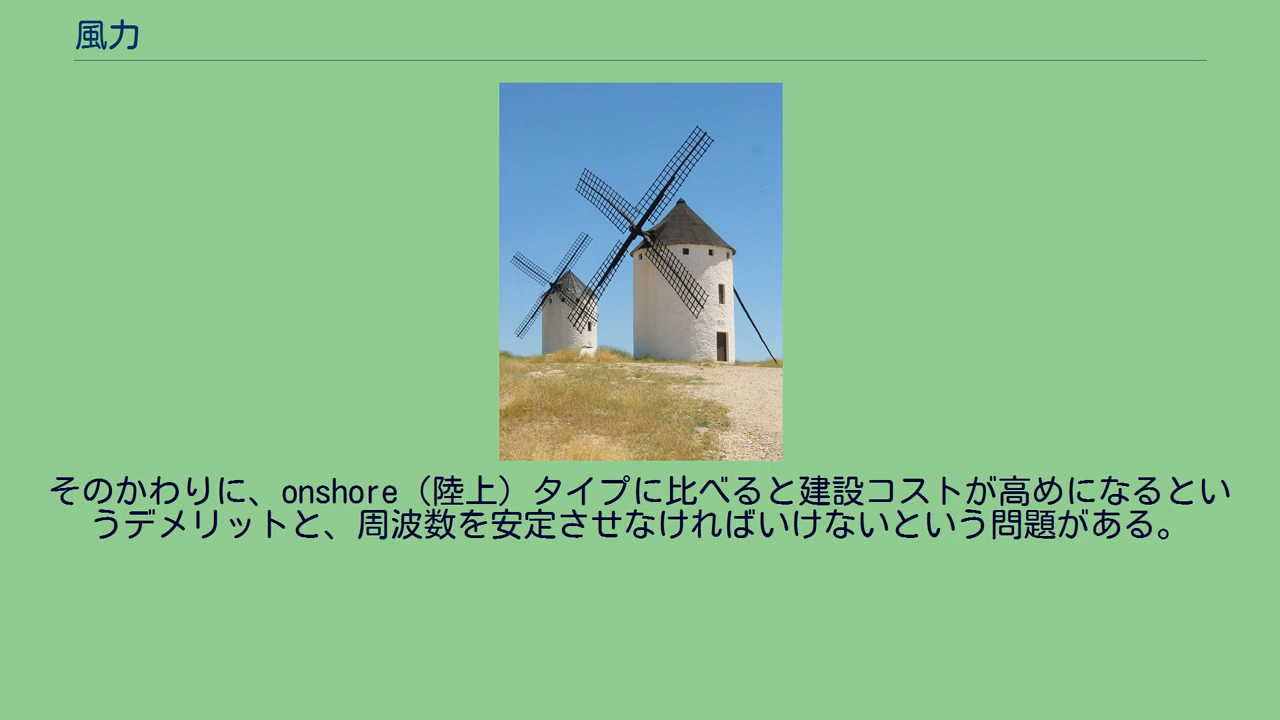 風力
そのかわりに、onshore（陸上）タイプに比べると建設コストが高めになるとい
うデメリットと、周波数を安定させなければいけないという問題がある。